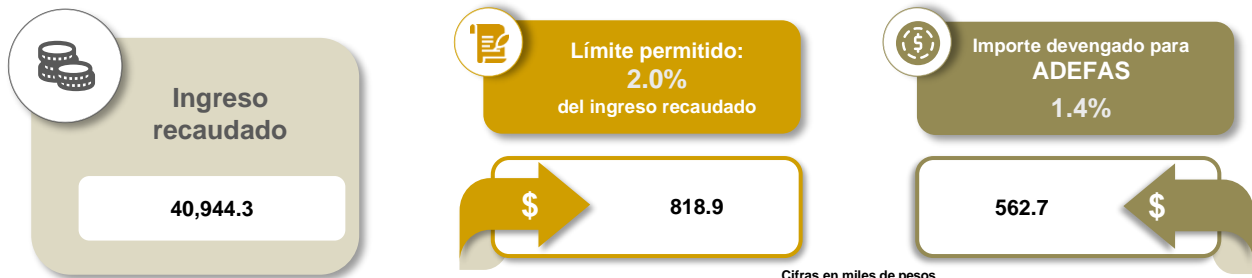 Ingreso
recaudado
40,944.3
Límite permitido:
2.0%
del ingreso recaudado
$
818.9
Importe devengado para
ADEFAS
1.4%
562.7
$
Cifras en miles de pesos